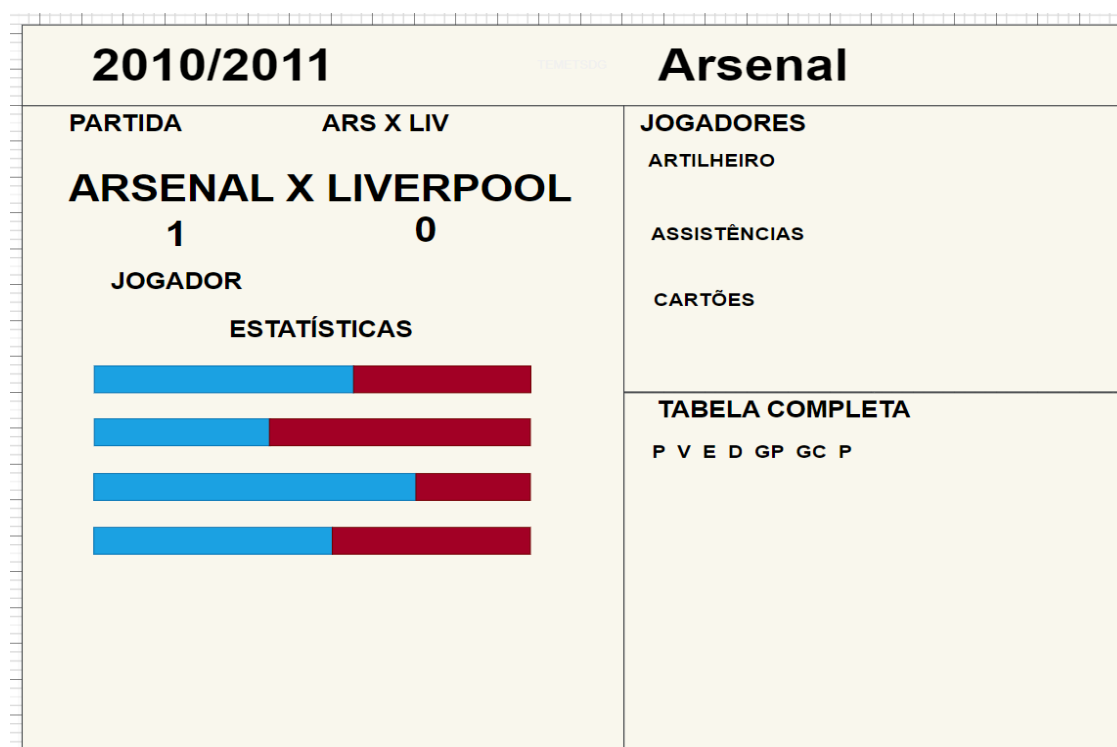 2010/2011
Arsenal
PARTIDA ARS X LIV
ARSENAL X LIVERPOOL
1 0
JOGADOR
ESTATÍSTICAS
JOGADORES
ARTILHEIRO
ASSISTÊNCIAS
CARTÕES
TABELA COMPLETA
P V E D GP GC P